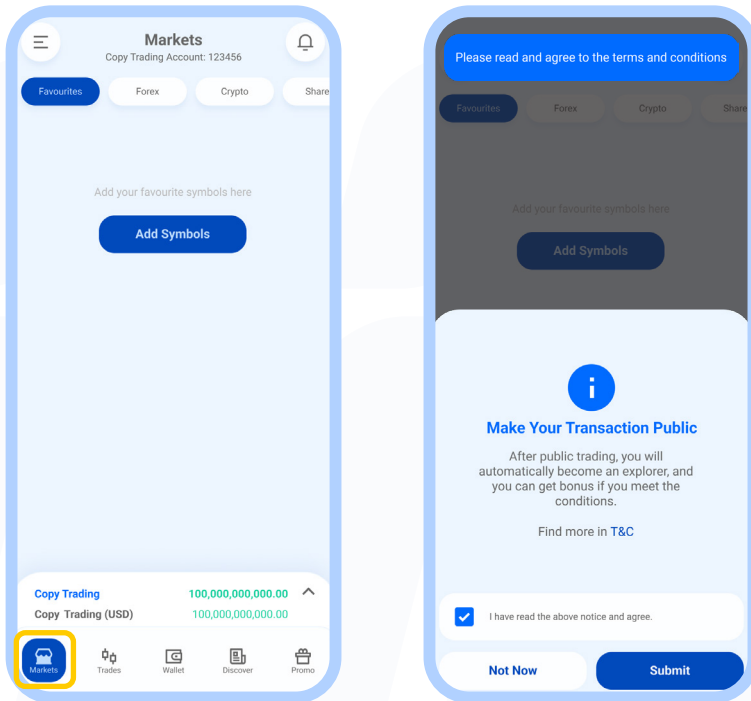 Markets
Copy Trading Account: 123456
Favourites
Forex
Crypto
Share
Add your favourite symbols here
Add Symbols
Copy Trading
100,000,000,000.00
Copy Trading (USD)
100,000,000,000.00
Markets
Trades
Wallet
Discover
Promo
Please read and agree to the terms and conditions
Favourites
Forex
Crypto
Share
Add your favourite symbols here
Add Symbols
Make Your Transaction Public
After public trading, you will
automatically become an explorer, and
you can get bonus if you meet the
conditions.
Find more in T&C
I have read the above notice and agree.
Not Now
Submit